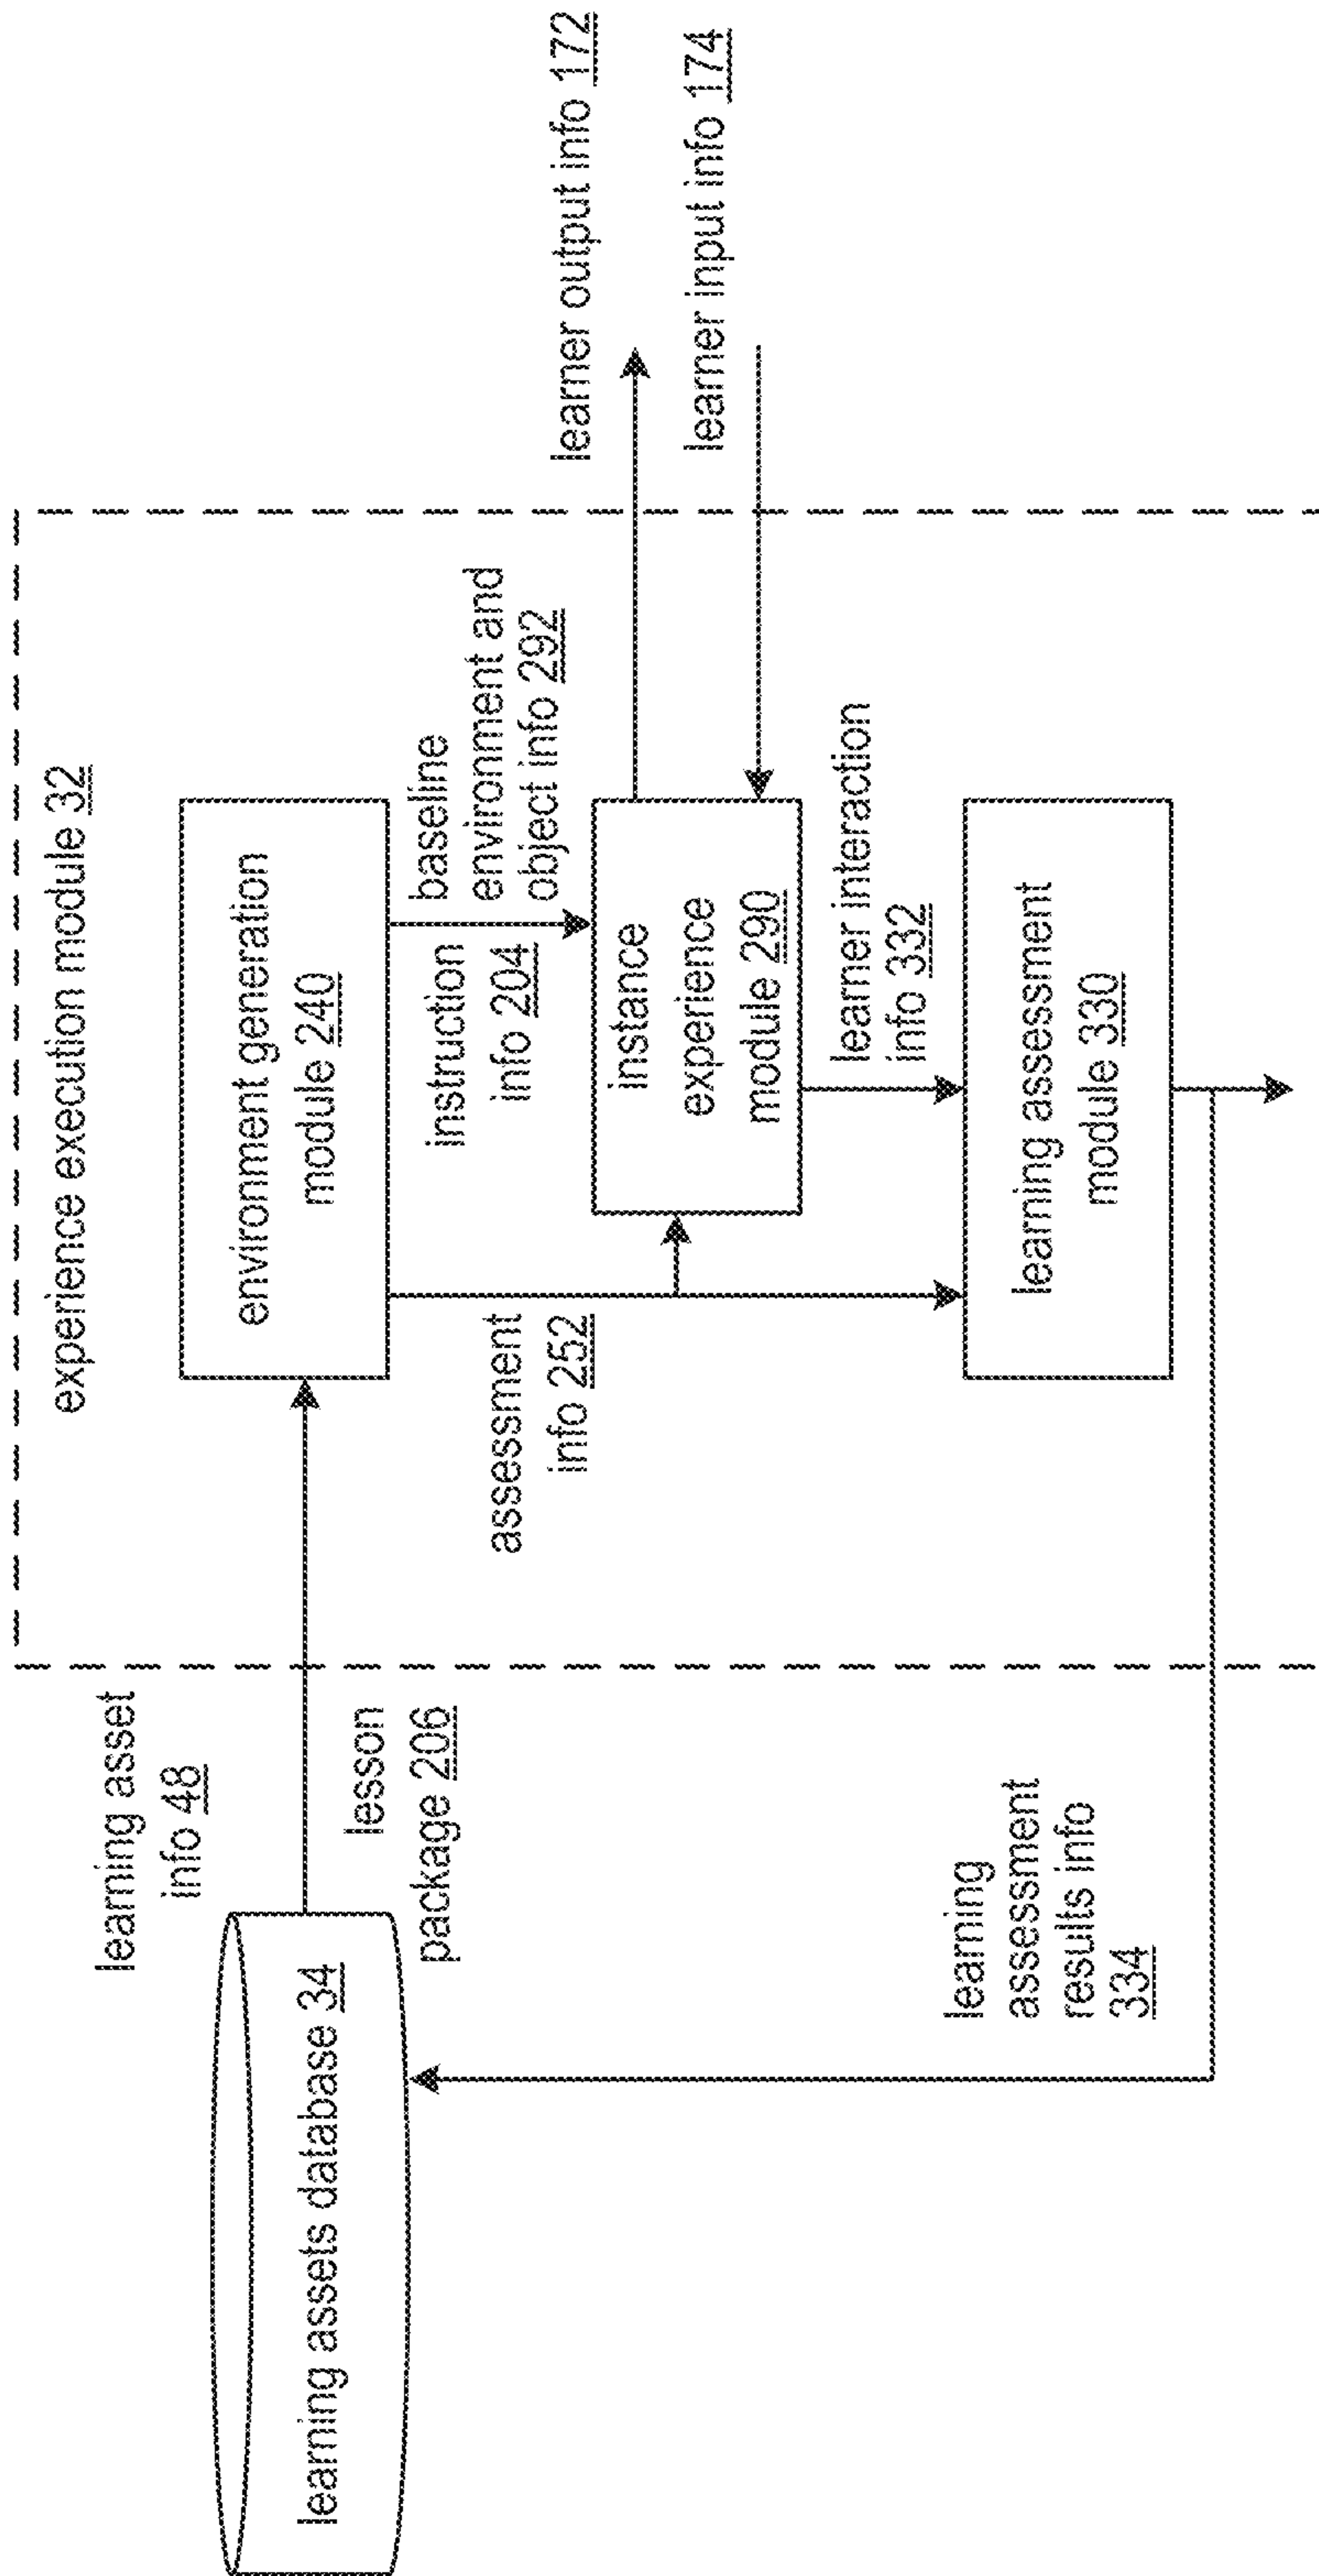 experience execution module 32
learning asset
info 48
learning assets database 34
lesson
package 206
environment generation
module 240
assessment
info 252
instruction
info 204
baseline
environment and
object info 292
instance
experience
module 290
learner output info 172
learner input info 174
learner interaction
info 332
learning assessment
module 330
learning
assessment
results info
334